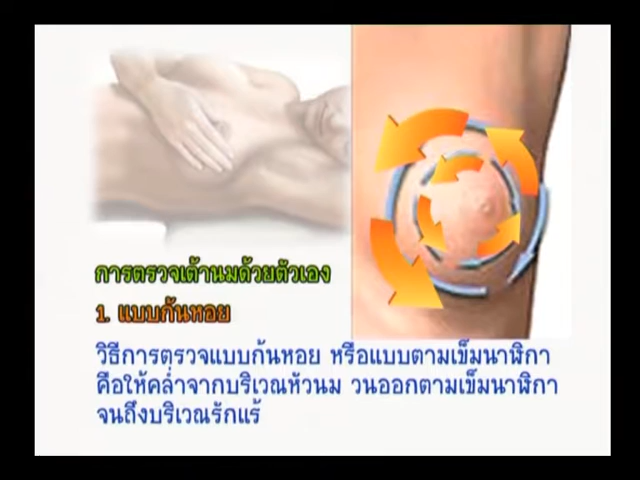 การตรวจเต้านมด้วยตัวเอง
1. แบบก้นหอย
วิธีการตรวจแบบก้นหอย หรือแบบตามเข็มนาฬิกา
คือให้คลำจากบริเวณหัวนม วนออกตามเข็มนาฬิกา
จนถึงบริเวณรักแร้